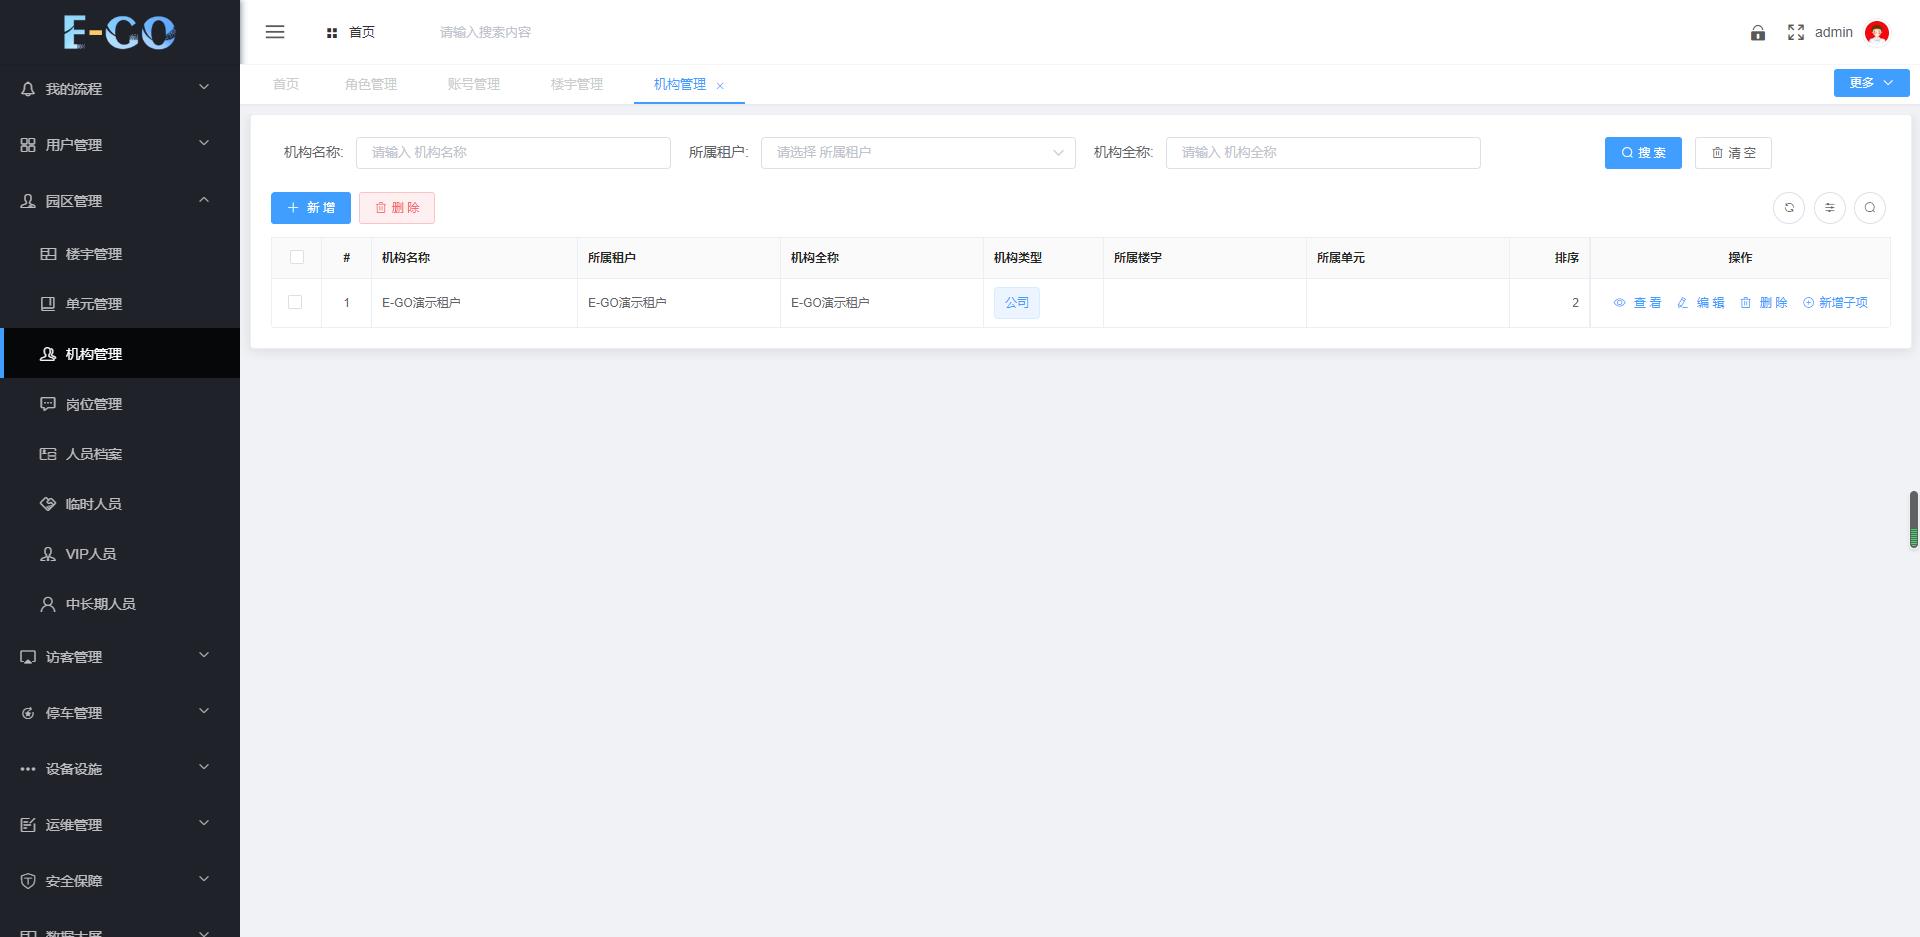 E-GO
首页
请输入搜索内容
admin
首页
角色管理
账号管理
楼宇管理
机构管理
更多
我的流程
用户管理
园区管理
楼宇管理
单元管理
机构管理
岗位管理
人员档案
临时人员
VIP人员
中长期人员
访客管理
停车管理
设备设施
运维管理
安全保障
机构名称: 请输入 机构名称 所属租户: 请选择 所属租户 机构全称: 请输入 机构全称 搜 索 清 空
新 增 删 除
# 机构名称 所属租户 机构全称 机构类型 所属楼宇 所属单元 排序 操作
1 E-GO演示租户 E-GO演示租户 E-GO演示租户 公司 2 查 看 编 辑 删 除 新增子项